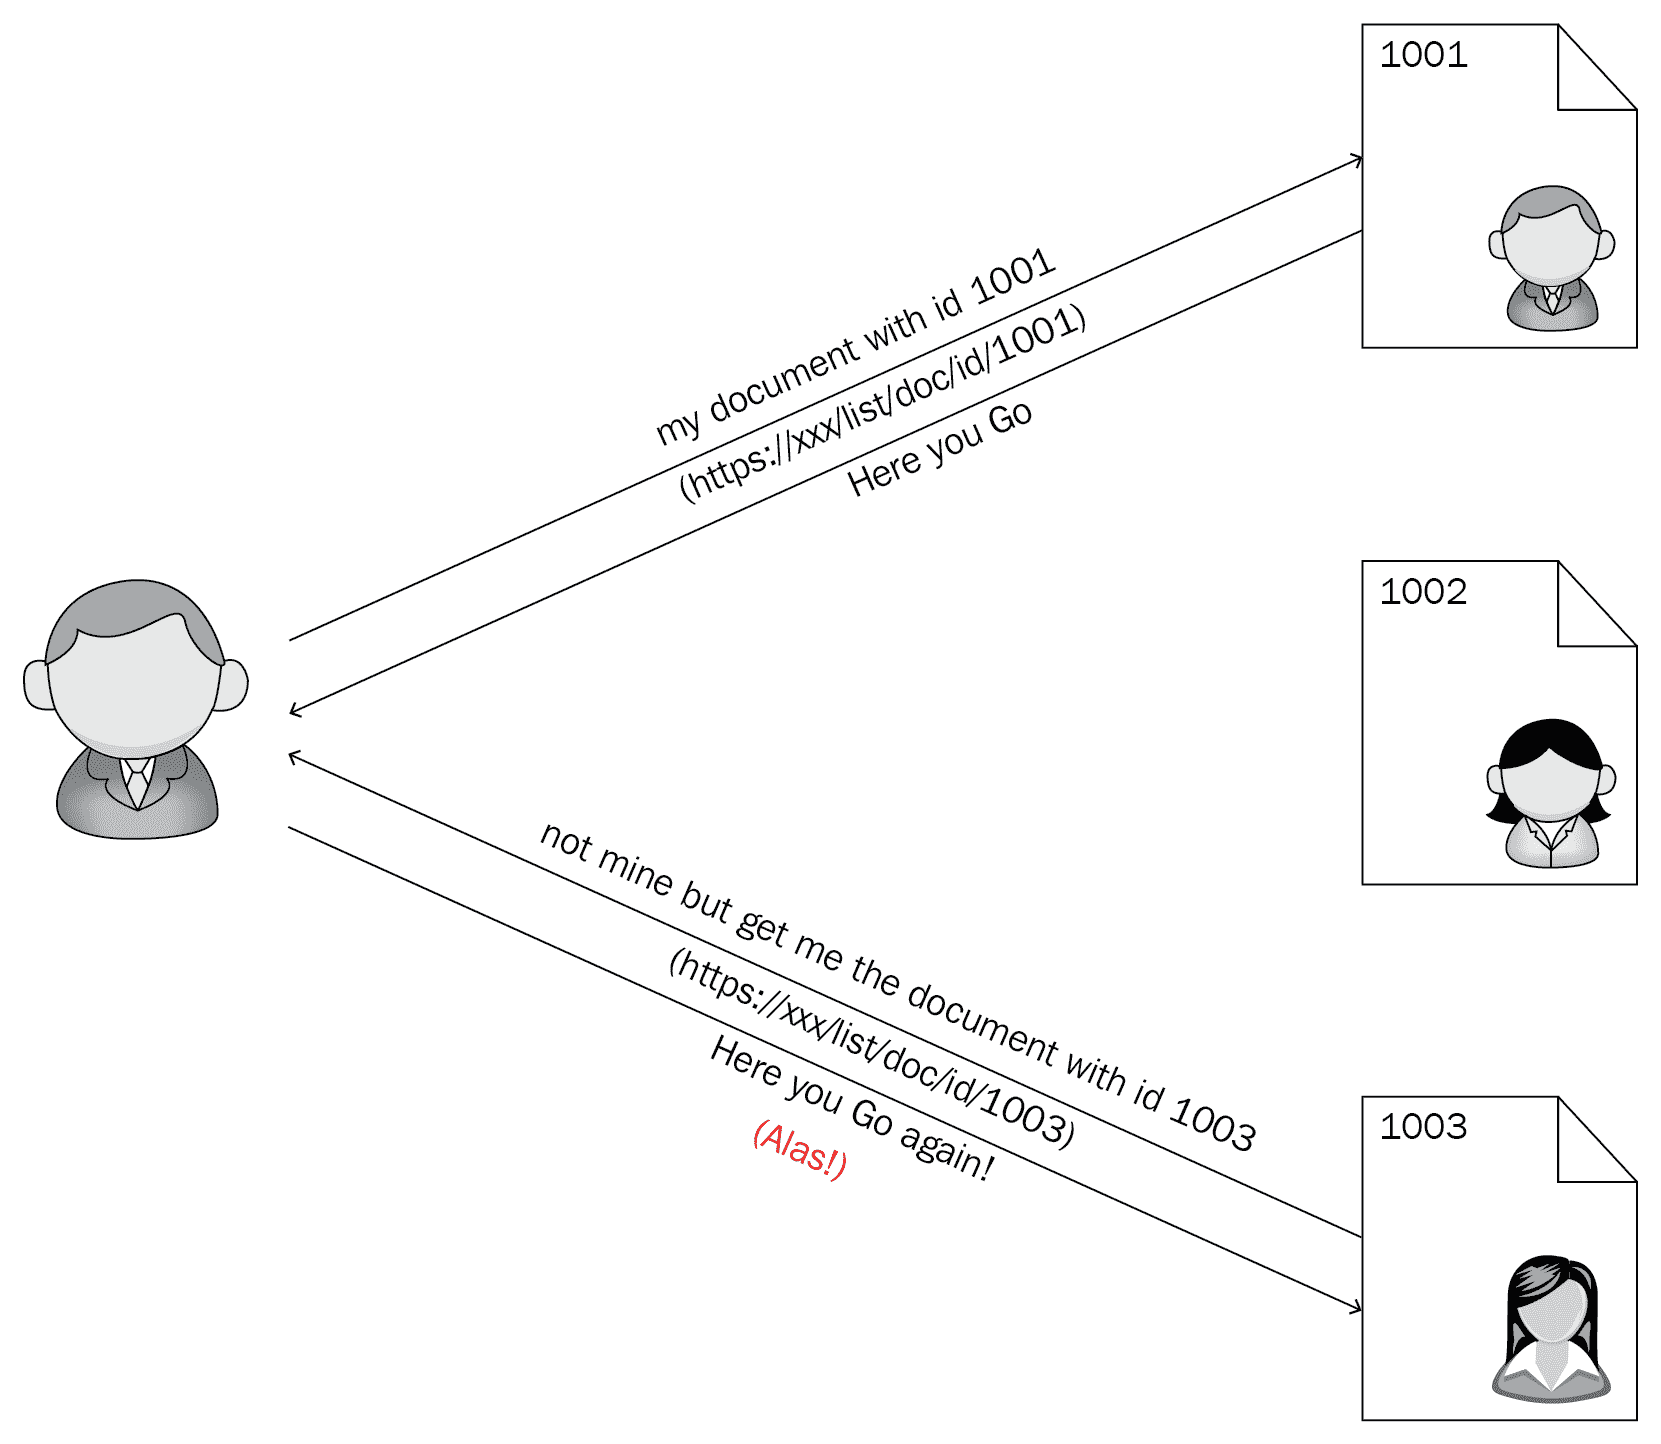 1001
my document with id 1001
(https://xxx/list/doc/id/1001)
Here you Go
1002
not mine but get me the document with id 1003
(https://xxx/list/doc/id/1003)
Here you Go again!
(Alas!)
1003